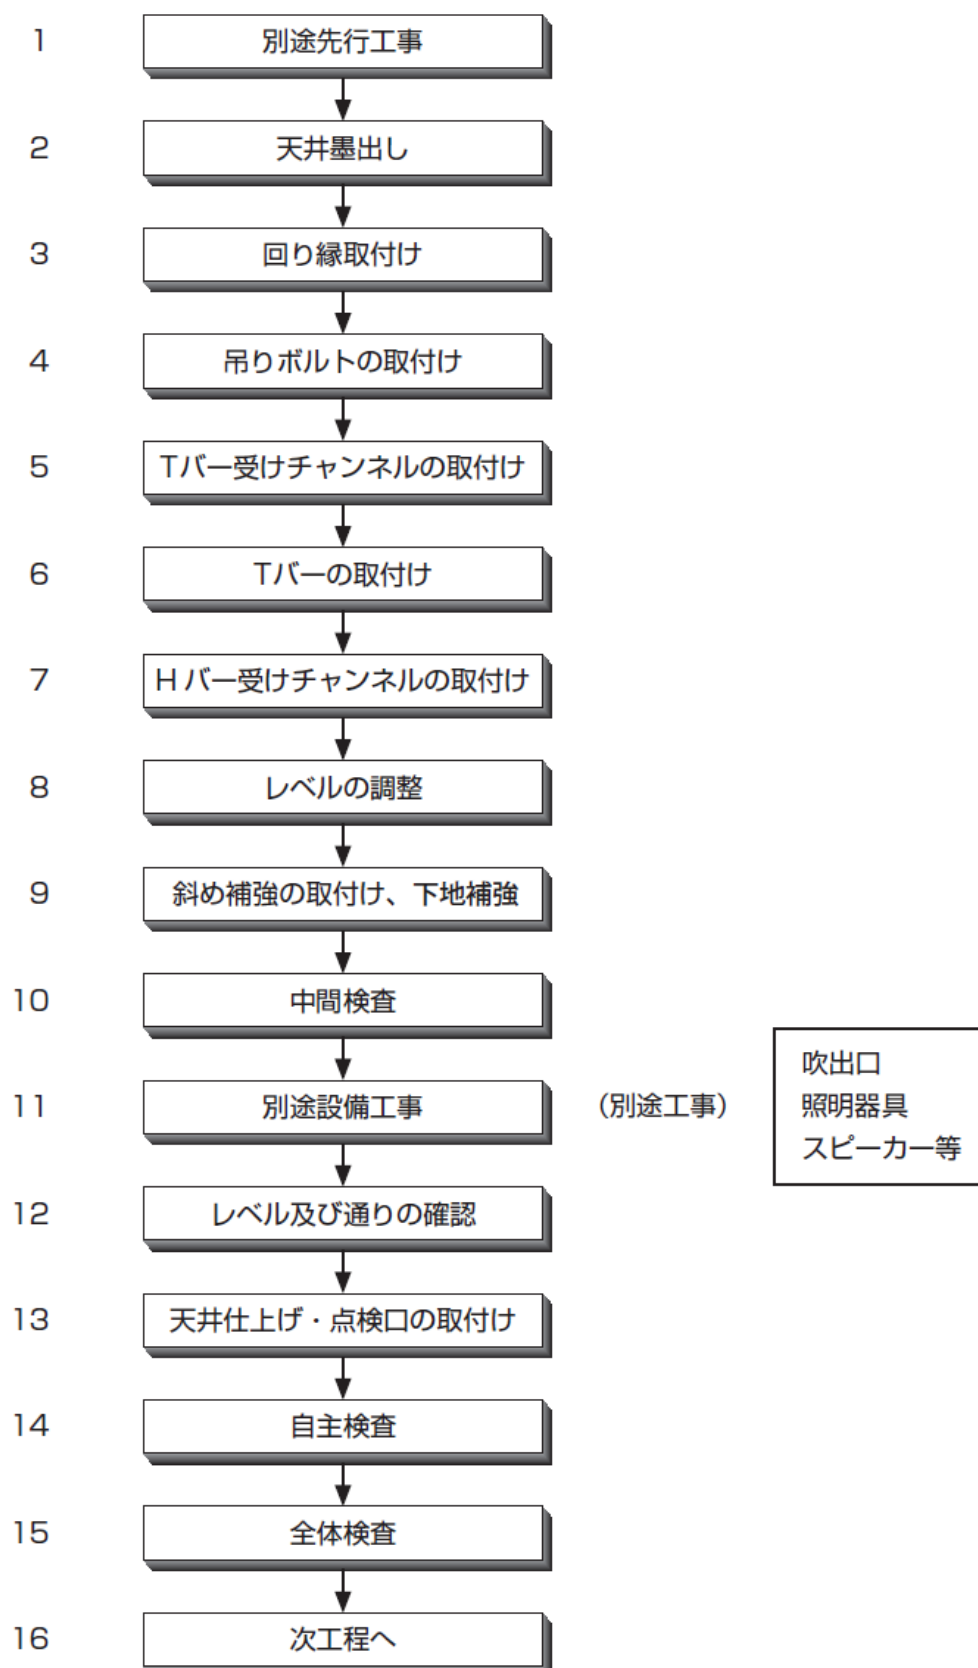 1 別途先行工事
2 天井墨出し
3 回り縁取付け
4 吊りボルトの取付け
5 Tバー受けチャンネルの取付け
6 Tバーの取付け
7 Hバー受けチャンネルの取付け
8 レベルの調整
9 斜め補強の取付け、下地補強
10 中間検査
11 別途設備工事 （別途工事）
吹出口
照明器具
スピーカー等
12 レベル及び通りの確認
13 天井仕上げ・点検口の取付け
14 自主検査
15 全体検査
16 次工程へ